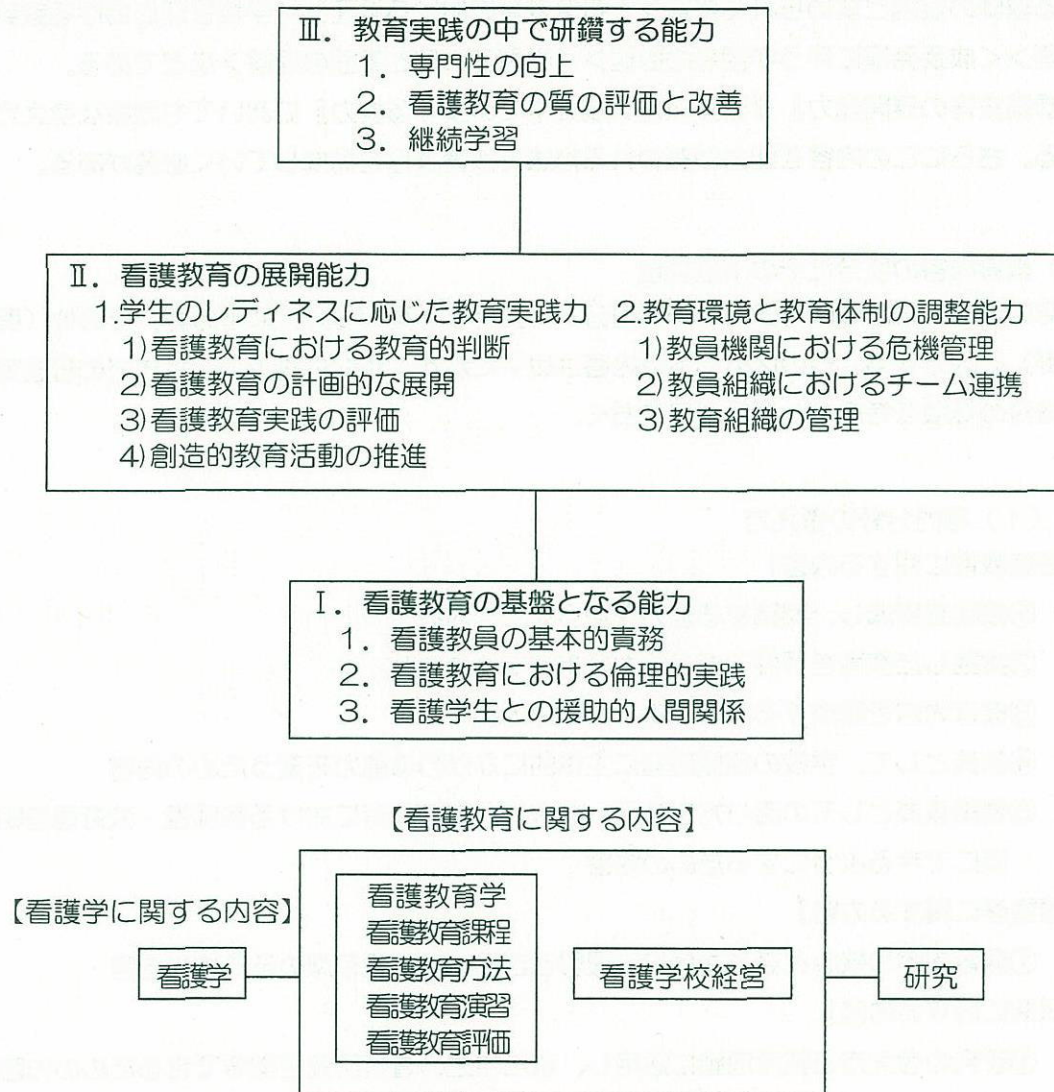 Ⅲ．教育実践の中で研鑽する能力
1．専門性の向上
2．看護教育の質の評価と改善
3．継続学習
Ⅱ．看護教育の展開能力
1.学生のレディネスに応じた教育実践力
1)看護教育における教育的判断
2)看護教育の計画的な展開
3)看護教育実践の評価
4)創造的教育活動の推進
2.教育環境と教育体制の調整能力
1)教員機関における危機管理
2)教員組織におけるチーム連携
3)教育組織の管理
Ⅰ．看護教育の基盤となる能力
1．看護教員の基本的責務
2．看護教育における倫理的実践
3．看護学生との援助的人間関係
【看護教育に関する内容】
【看護学に関する内容】
看護学
看護教育学
看護教育課程
看護教育方法
看護教育演習
看護教育評価
看護学校経営
研究